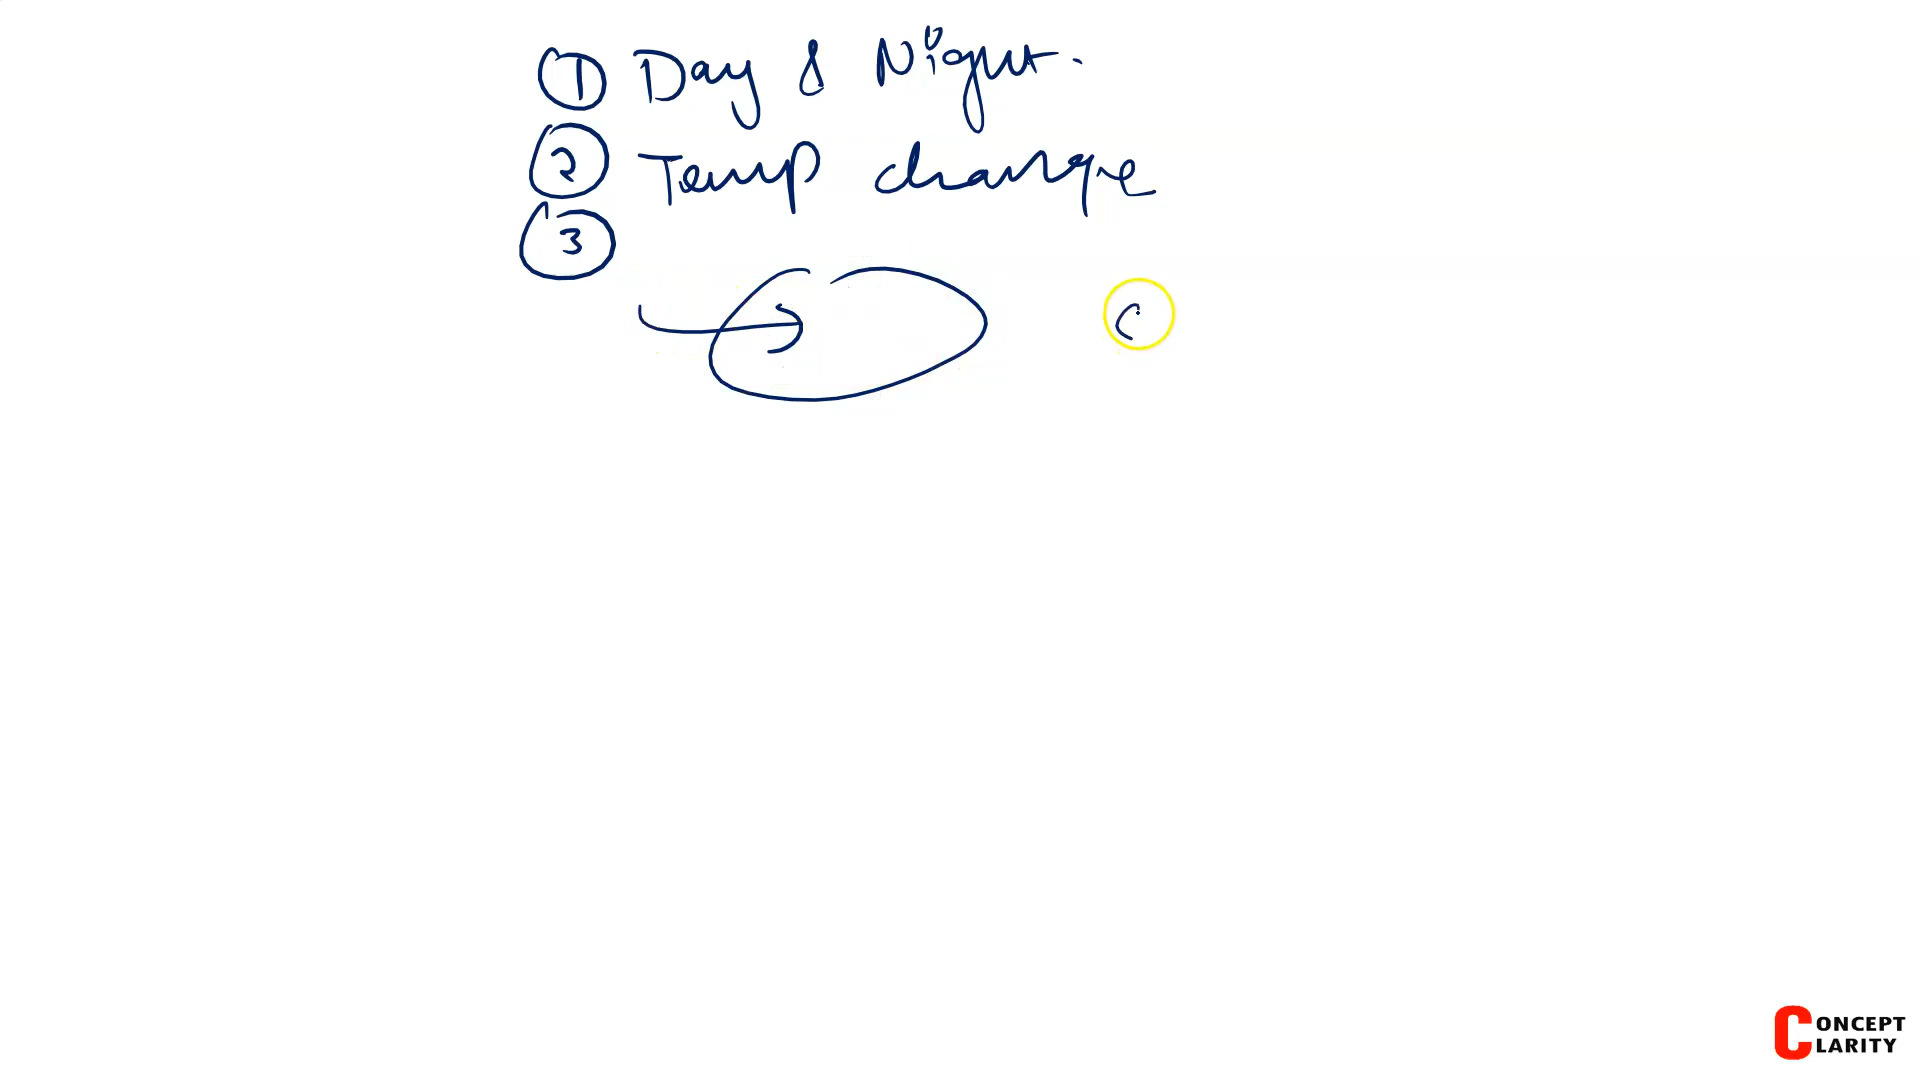 ① Day & Night.
② Temp change
③
CONCEPT
CLARITY